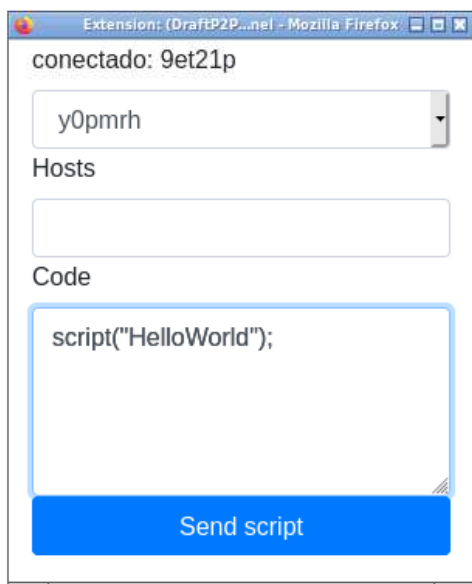 Extension: (DraftP2P...nel - Mozilla Firefox
conectado: 9et21p
y0pmrh
Hosts
Code
script("HelloWorld");
Send script